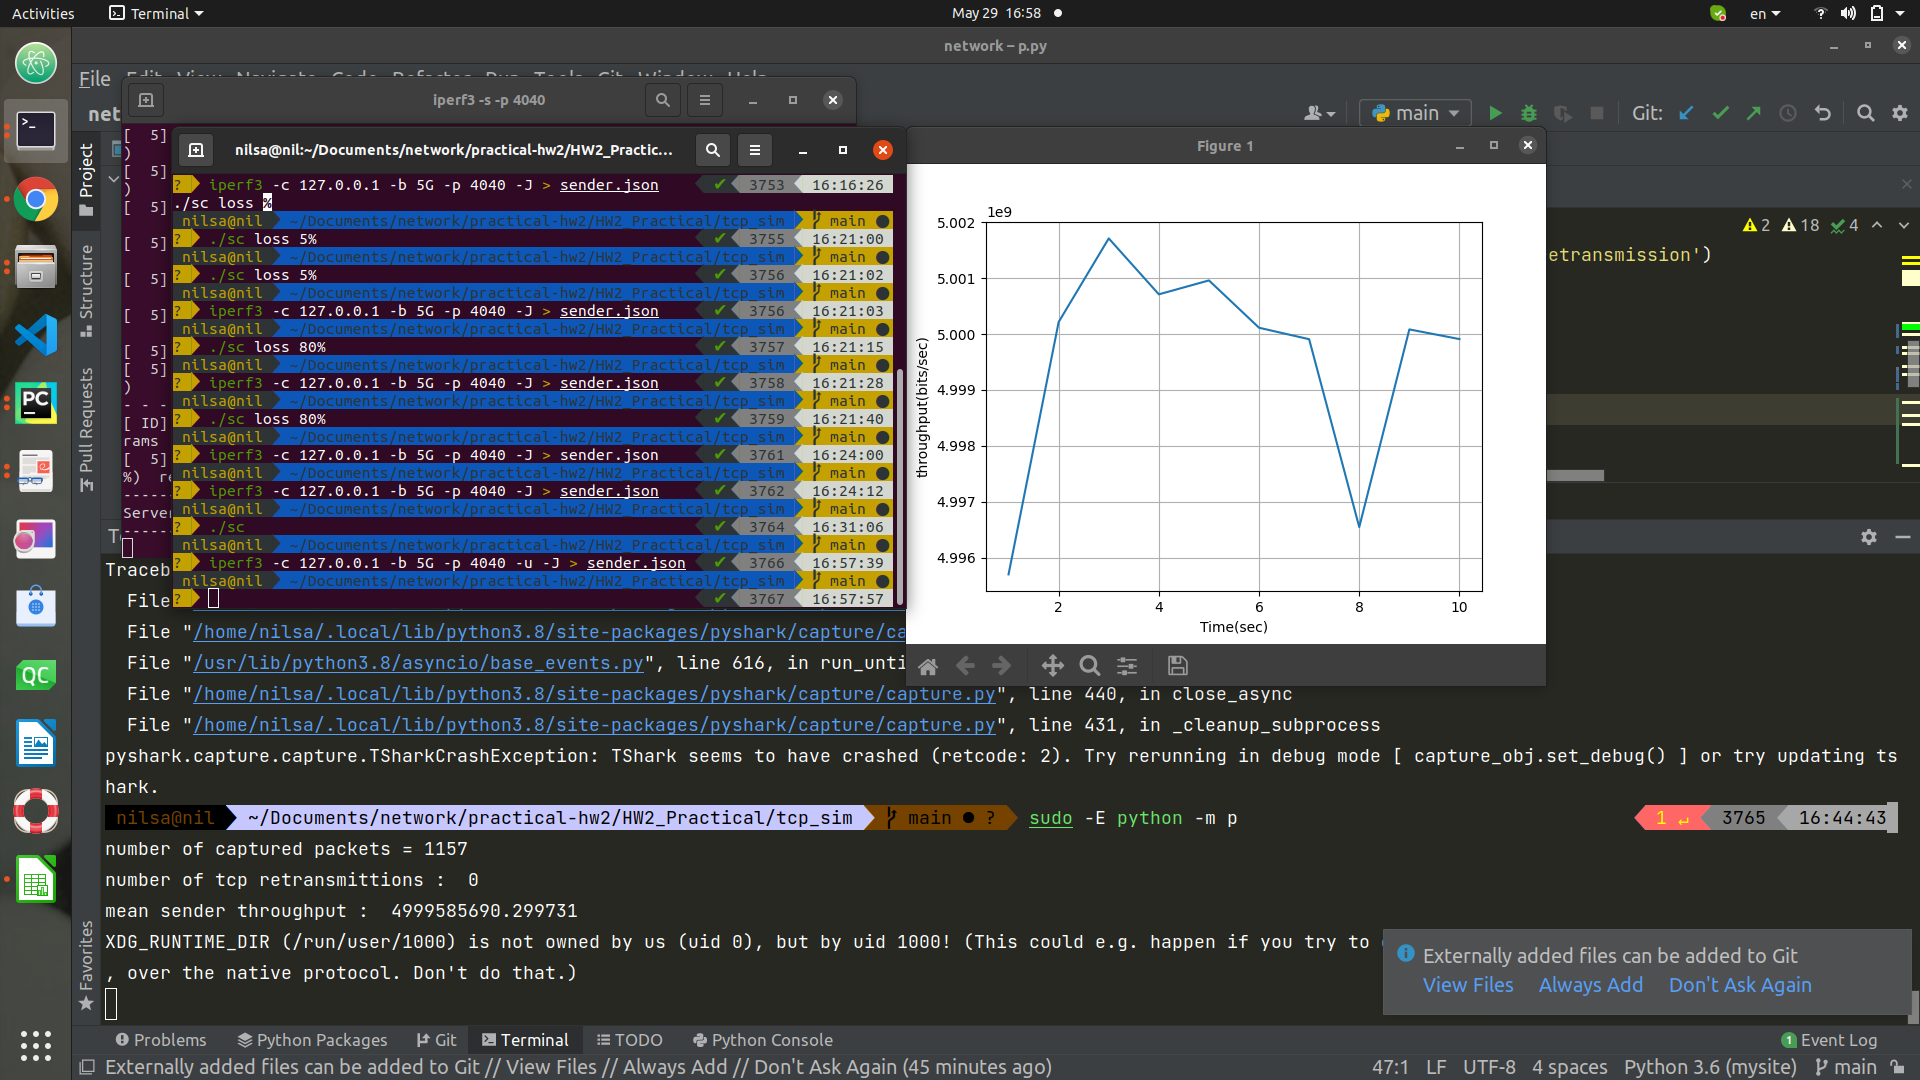 Activities
Terminal
May 29 16:58
en
network – p.py
File Edit View Navigate Code Refactor Run Tools Git Window Help
net
main
Git:
iperf3 -s -p 4040
nilsa@nil:~/Documents/network/practical-hw2/HW2_Practic...
[ 5]
)
[ 5]
)
[ 5]
[ 5]
[ 5]
[ 5]
[ 5]
[ 5]
)
- - -
[ ID]
rams
[ 5]
%) re
------
Server
------
? iperf3 -c 127.0.0.1 -b 5G -p 4040 -J > sender.json ✔ 3753 16:16:26
./sc loss %
nilsa@nil ~/Documents/network/practical-hw2/HW2_Practical/tcp_sim main ●
? ./sc loss 5% ✔ 3755 16:21:00
nilsa@nil ~/Documents/network/practical-hw2/HW2_Practical/tcp_sim main ●
? ./sc loss 5% ✔ 3756 16:21:02
nilsa@nil ~/Documents/network/practical-hw2/HW2_Practical/tcp_sim main ●
? iperf3 -c 127.0.0.1 -b 5G -p 4040 -J > sender.json ✔ 3756 16:21:03
nilsa@nil ~/Documents/network/practical-hw2/HW2_Practical/tcp_sim main ●
? ./sc loss 80% ✔ 3757 16:21:15
nilsa@nil ~/Documents/network/practical-hw2/HW2_Practical/tcp_sim main ●
? iperf3 -c 127.0.0.1 -b 5G -p 4040 -J > sender.json ✔ 3758 16:21:28
nilsa@nil ~/Documents/network/practical-hw2/HW2_Practical/tcp_sim main ●
? ./sc loss 80% ✔ 3759 16:21:40
nilsa@nil ~/Documents/network/practical-hw2/HW2_Practical/tcp_sim main ●
? iperf3 -c 127.0.0.1 -b 5G -p 4040 -J > sender.json ✔ 3761 16:24:00
nilsa@nil ~/Documents/network/practical-hw2/HW2_Practical/tcp_sim main ●
? iperf3 -c 127.0.0.1 -b 5G -p 4040 -J > sender.json ✔ 3762 16:24:12
nilsa@nil ~/Documents/network/practical-hw2/HW2_Practical/tcp_sim main ●
? ./sc ✔ 3764 16:31:06
nilsa@nil ~/Documents/network/practical-hw2/HW2_Practical/tcp_sim main ●
? iperf3 -c 127.0.0.1 -b 5G -p 4040 -u -J > sender.json ✔ 3766 16:57:39
nilsa@nil ~/Documents/network/practical-hw2/HW2_Practical/tcp_sim main ●
? ✔ 3767 16:57:57
Figure 1
1e9
5.002
5.001
5.000
4.999
4.998
4.997
4.996
throughput(bits/sec)
2 4 6 8 10
Time(sec)
2 18 4
etransmission')
Project
Structure
Pull Requests
Favorites
PC
QC
Te
Traceb
File
File "/home/nilsa/.local/lib/python3.8/site-packages/pyshark/capture/ca
File "/usr/lib/python3.8/asyncio/base_events.py", line 616, in run_unti
File "/home/nilsa/.local/lib/python3.8/site-packages/pyshark/capture/capture.py", line 440, in close_async
File "/home/nilsa/.local/lib/python3.8/site-packages/pyshark/capture/capture.py", line 431, in _cleanup_subprocess
pyshark.capture.capture.TSharkCrashException: TShark seems to have crashed (retcode: 2). Try rerunning in debug mode [ capture_obj.set_debug() ] or try updating ts
hark.
nilsa@nil ~/Documents/network/practical-hw2/HW2_Practical/tcp_sim main ● ? sudo -E python -m p 1 ↵ 3765 16:44:43
number of captured packets = 1157
number of tcp retransmittions : 0
mean sender throughput : 4999585690.299731
XDG_RUNTIME_DIR (/run/user/1000) is not owned by us (uid 0), but by uid 1000! (This could e.g. happen if you try to
, over the native protocol. Don't do that.)
Externally added files can be added to Git
View Files Always Add Don't Ask Again
Problems Python Packages Git Terminal TODO Python Console 1 Event Log
Externally added files can be added to Git // View Files // Always Add // Don't Ask Again (45 minutes ago) 47:1 LF UTF-8 4 spaces Python 3.6 (mysite) main